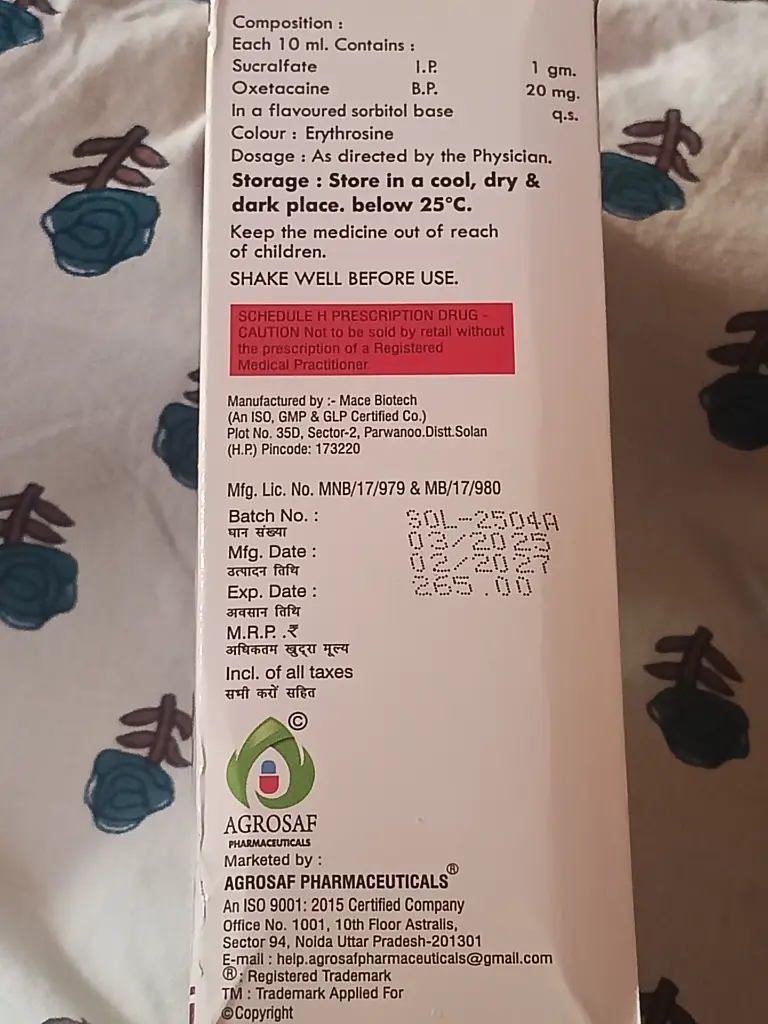 Composition :
Each 10 ml. Contains :
Sucralfate I.P. 1 gm.
Oxetacaine B.P. 20 mg.
In a flavoured sorbitol base q.s.
Colour : Erythrosine
Dosage : As directed by the Physician.
Storage : Store in a cool, dry &
dark place. below 25°C.
Keep the medicine out of reach
of children.
SHAKE WELL BEFORE USE.
SCHEDULE H PRESCRIPTION DRUG -
CAUTION Not to be sold by retail without
the prescription of a Registered
Medical Practitioner
Manufactured by :- Mace Biotech
(An ISO, GMP & GLP Certified Co.)
Plot No. 35D, Sector-2, Parwanoo.Distt.Solan
(H.P.) Pincode: 173220
Mfg. Lic. No. MNB/17/979 & MB/17/980
Batch No. : SOL-2504A
घान संख्या
Mfg. Date : 03/2025
उत्पादन तिथि
Exp. Date : 02/2027
अवसान तिथि
M.R.P. .₹ 265.00
अधिकतम खुद्रा मूल्य
Incl. of all taxes
सभी करों सहित
©
AGROSAF
PHARMACEUTICALS
Marketed by :
AGROSAF PHARMACEUTICALS®
An ISO 9001: 2015 Certified Company
Office No. 1001, 10th Floor Astralis,
Sector 94, Noida Uttar Pradesh-201301
E-mail : help.agrosafpharmaceuticals@gmail.com
®: Registered Trademark
TM : Trademark Applied For
©Copyright